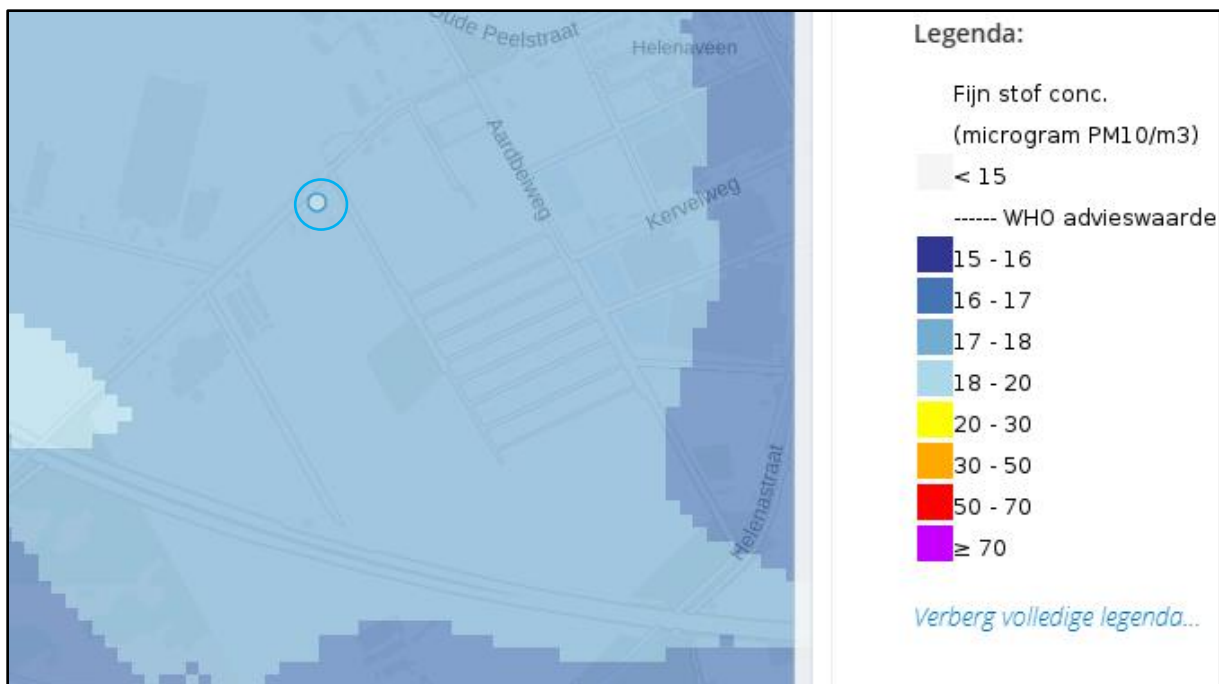 Oude Peelstraat
Helenaveen
Aardbeiweg
Kervelweg
Helenastraat
Legenda:
Fijn stof conc.
(microgram PM10/m3)
< 15
------ WHO advieswaarde
15 - 16
16 - 17
17 - 18
18 - 20
20 - 30
30 - 50
50 - 70
≥ 70
Verberg volledige legenda...